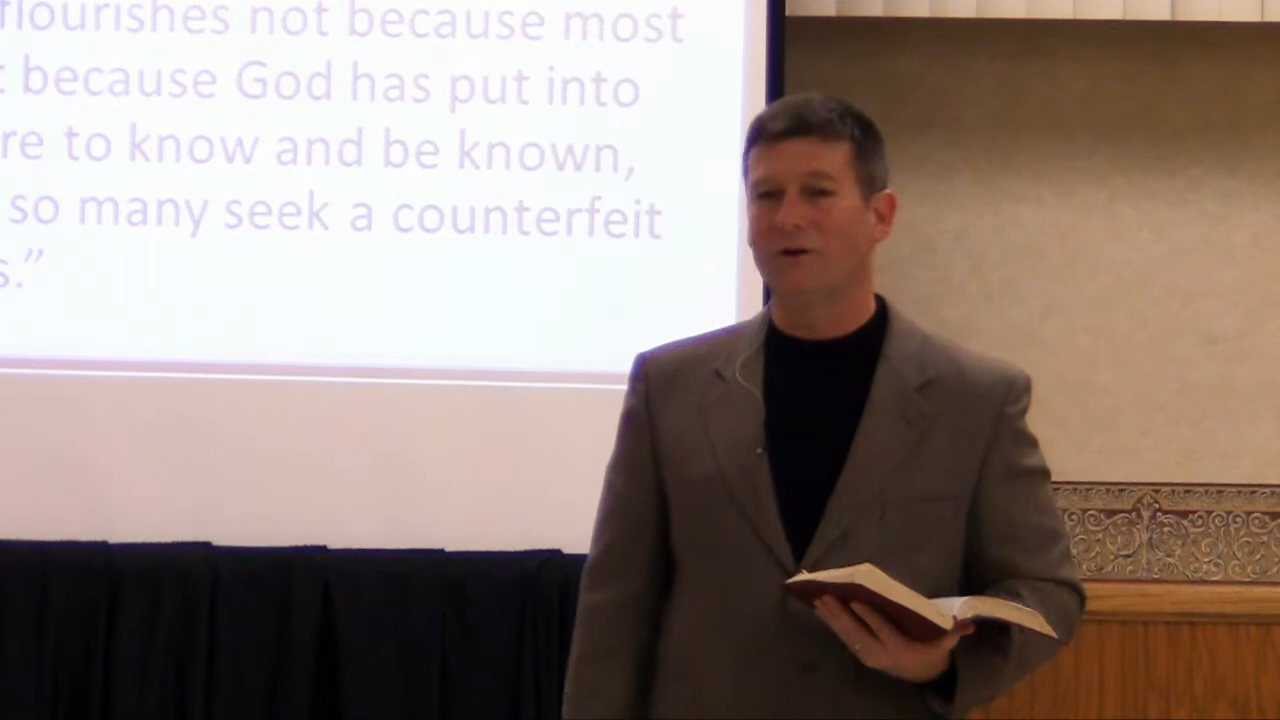 flourishes not because most
because God has put into
re to know and be known,
so many seek a counterfeit
s.”